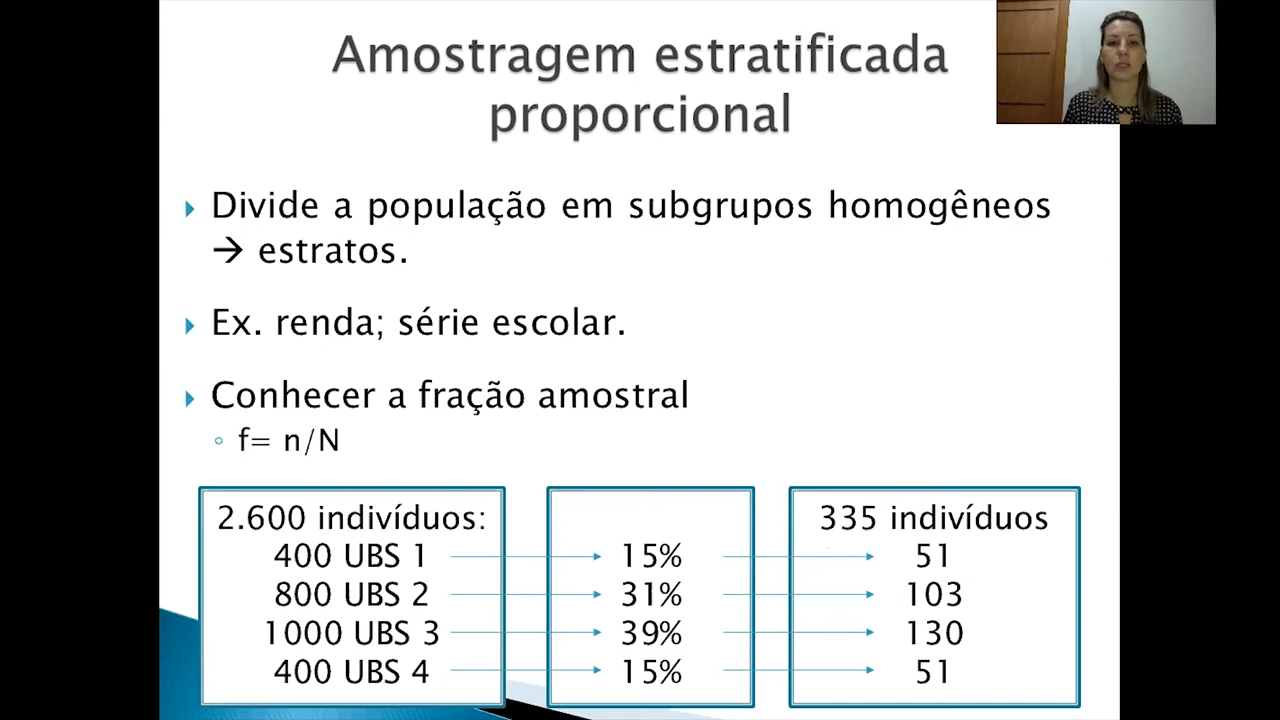 Amostragem estratificada
proporcional
Divide a população em subgrupos homogêneos
→ estratos.
Ex. renda; série escolar.
Conhecer a fração amostral
f= n/N
2.600 indivíduos:
400 UBS 1
800 UBS 2
1000 UBS 3
400 UBS 4
15%
31%
39%
15%
335 indivíduos
51
103
130
51